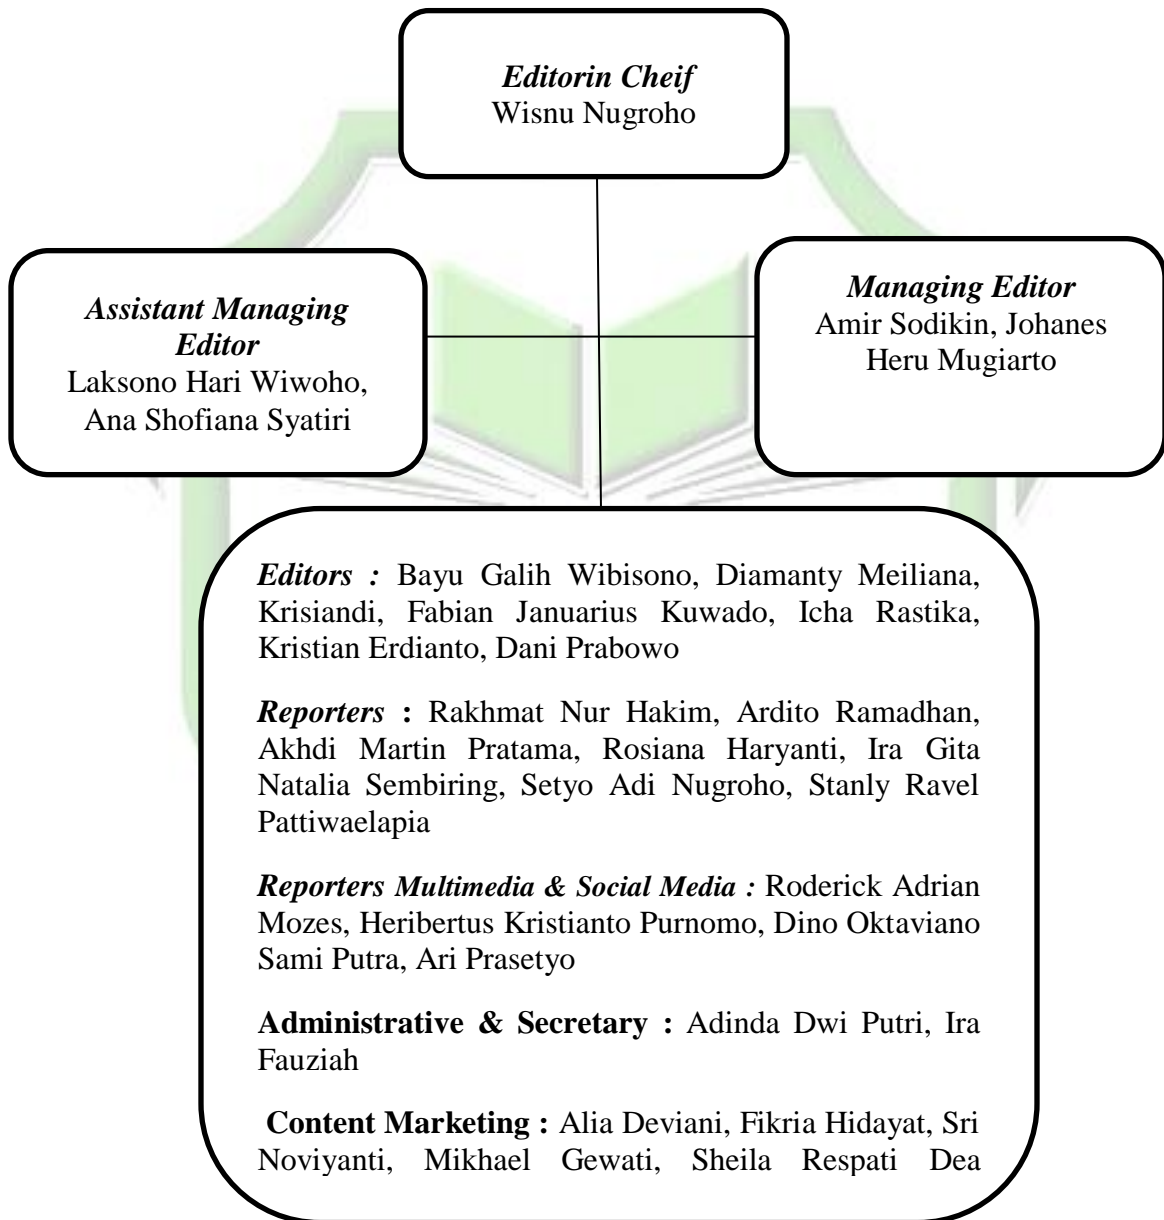 Editorin Cheif
Wisnu Nugroho
Assistant Managing
Editor
Laksono Hari Wiwoho,
Ana Shofiana Syatiri
Managing Editor
Amir Sodikin, Johanes
Heru Mugiarto
Editors : Bayu Galih Wibisono, Diamanty Meiliana,
Krisiandi, Fabian Januarius Kuwado, Icha Rastika,
Kristian Erdianto, Dani Prabowo
Reporters : Rakhmat Nur Hakim, Ardito Ramadhan,
Akhdi Martin Pratama, Rosiana Haryanti, Ira Gita
Natalia Sembiring, Setyo Adi Nugroho, Stanly Ravel
Pattiwaelapia
Reporters Multimedia & Social Media : Roderick Adrian
Mozes, Heribertus Kristianto Purnomo, Dino Oktaviano
Sami Putra, Ari Prasetyo
Administrative & Secretary : Adinda Dwi Putri, Ira
Fauziah
Content Marketing : Alia Deviani, Fikria Hidayat, Sri
Noviyanti, Mikhael Gewati, Sheila Respati Dea